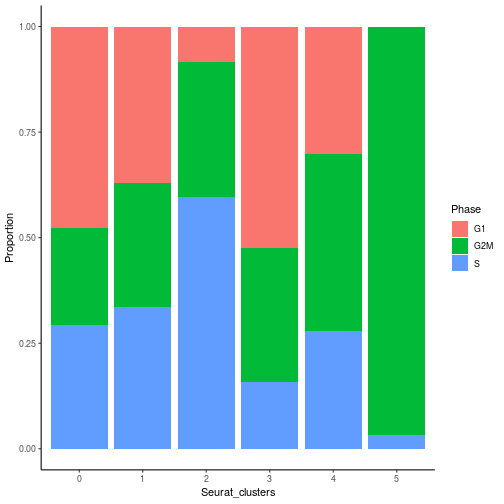 1.00
0.75
0.50
0.25
0.00
Proportion
0 1 2 3 4 5
Seurat_clusters
Phase
G1
G2M
S